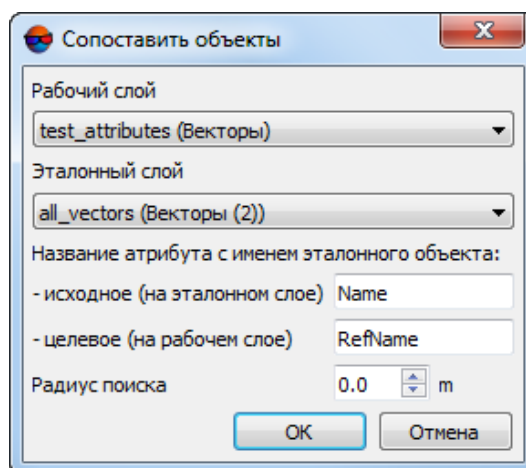 Сопоставить объекты
Рабочий слой
test_attributes (Векторы)
Эталонный слой
all_vectors (Векторы (2))
Название атрибута с именем эталонного объекта:
- исходное (на эталонном слое) Name
- целевое (на рабочем слое) RefName
Радиус поиска 0.0 m
OK Отмена